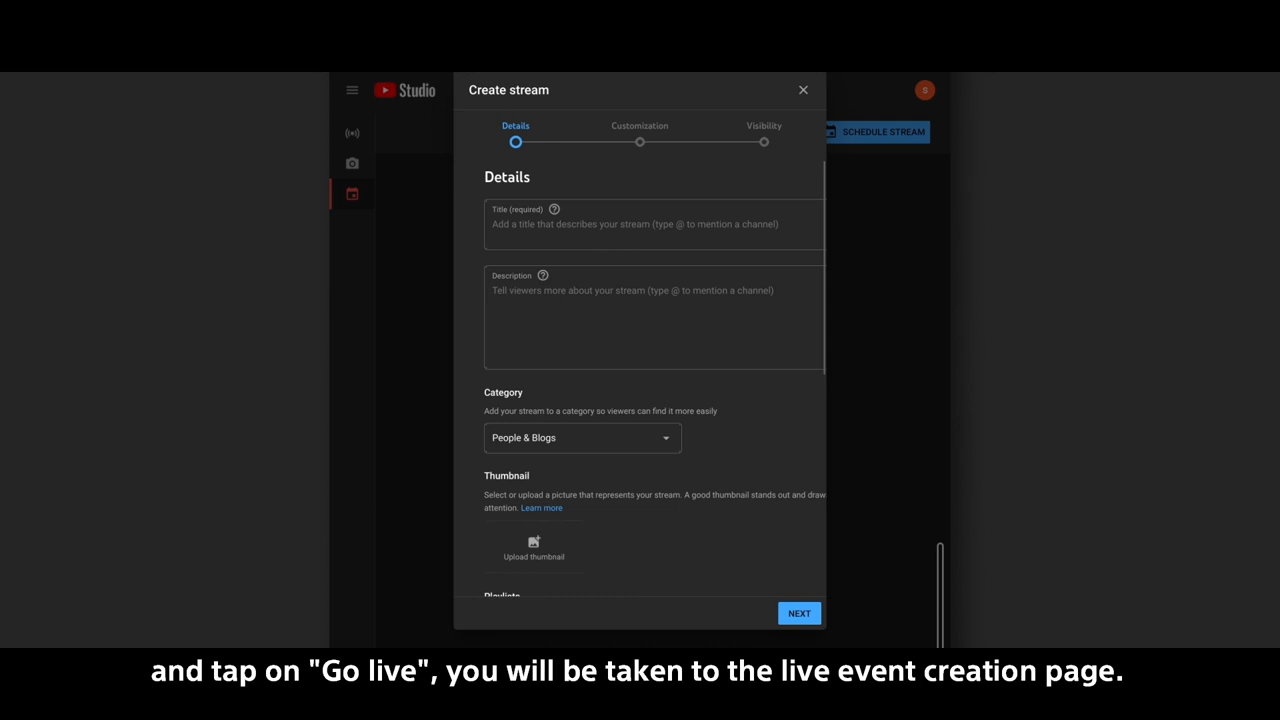 Studio
S
Create stream
Details
Customization
Visibility
SCHEDULE STREAM
Details
Title (required)
Add a title that describes your stream (type @ to mention a channel)
Description
Tell viewers more about your stream (type @ to mention a channel)
Category
Add your stream to a category so viewers can find it more easily
People & Blogs
Thumbnail
Select or upload a picture that represents your stream. A good thumbnail stands out and draw
attention. Learn more
Upload thumbnail
Playlists
NEXT
and tap on "Go live", you will be taken to the live event creation page.